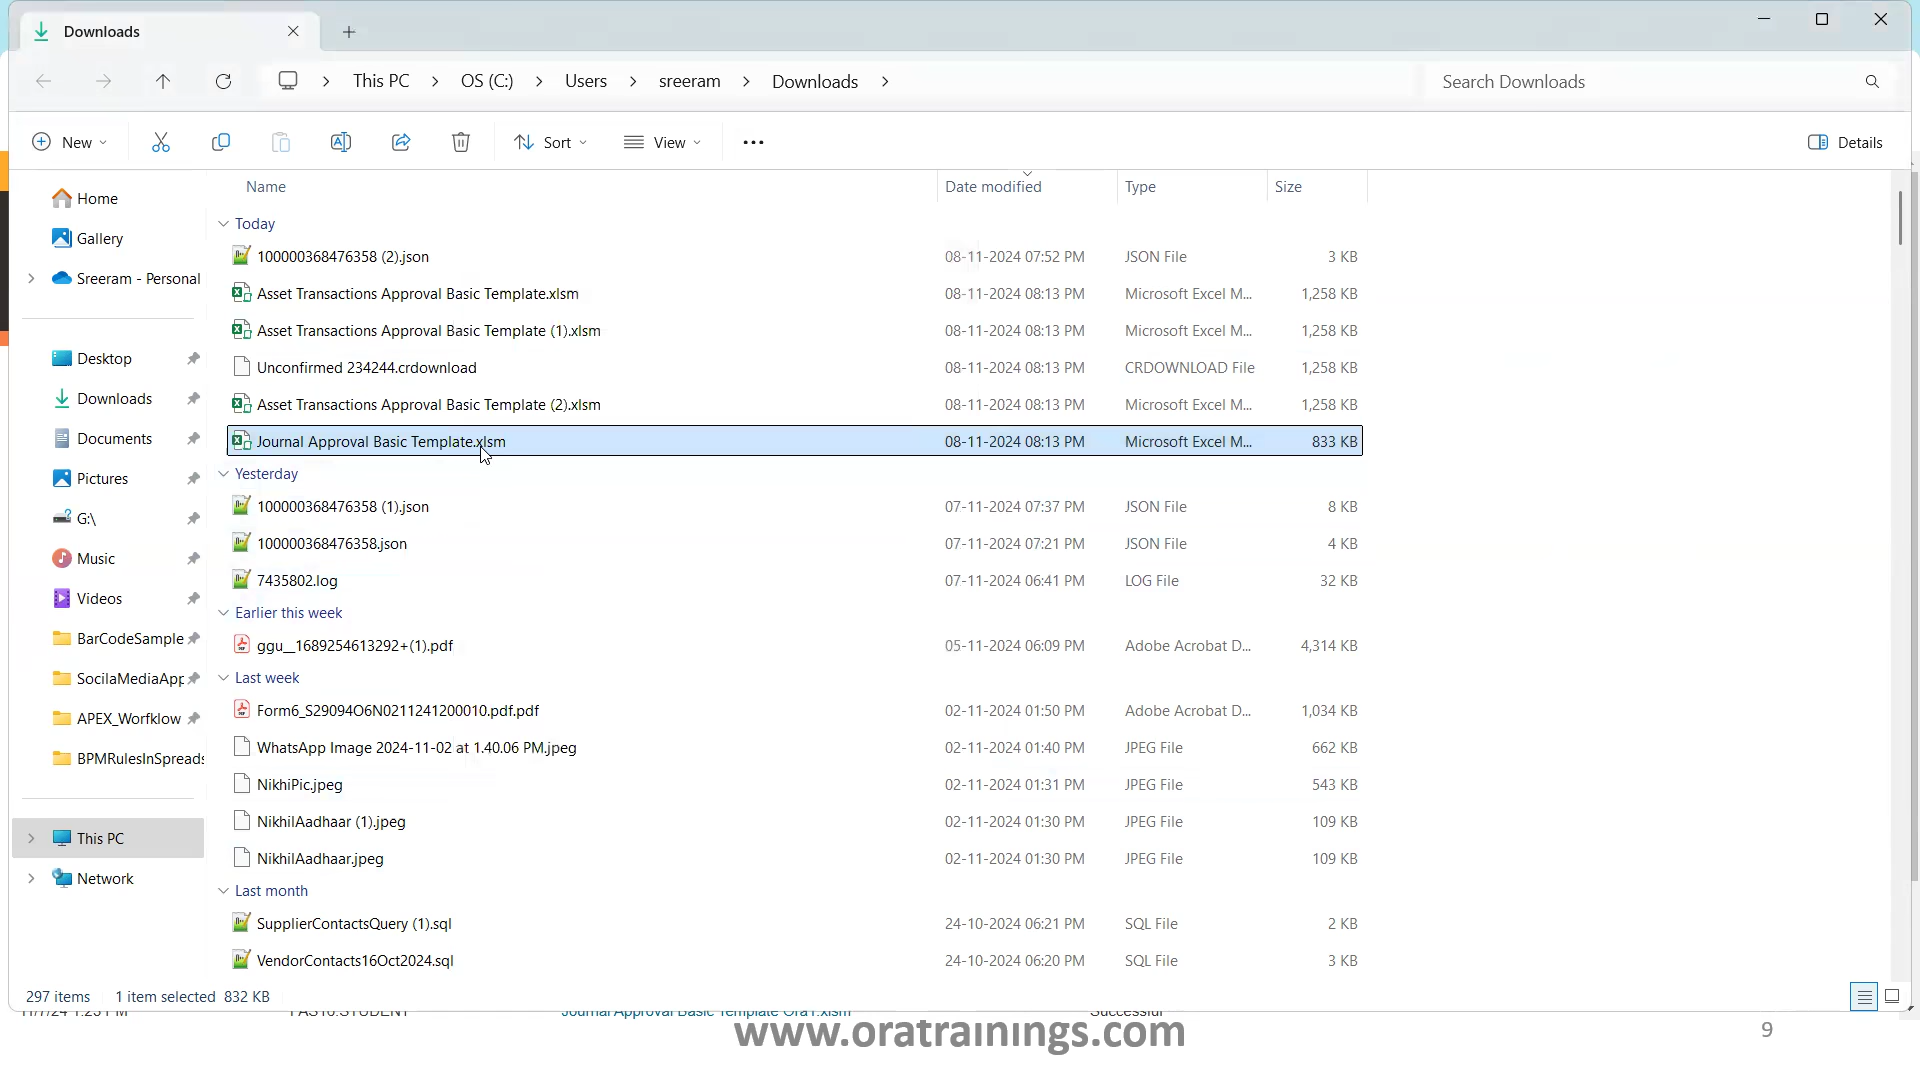 Downloads
This PC > OS (C:) > Users > sreeram > Downloads >
Search Downloads
New
Sort
View
Details
Name Date modified Type Size
Home
Gallery
Sreeram - Personal
Desktop
Downloads
Documents
Pictures
G:\
Music
Videos
BarCodeSample
SocilaMediaApp
APEX_Worfklow
BPMRulesInSpreads
This PC
Network
Today
100000368476358 (2).json 08-11-2024 07:52 PM JSON File 3 KB
Asset Transactions Approval Basic Template.xlsm 08-11-2024 08:13 PM Microsoft Excel M... 1,258 KB
Asset Transactions Approval Basic Template (1).xlsm 08-11-2024 08:13 PM Microsoft Excel M... 1,258 KB
Unconfirmed 234244.crdownload 08-11-2024 08:13 PM CRDOWNLOAD File 1,258 KB
Asset Transactions Approval Basic Template (2).xlsm 08-11-2024 08:13 PM Microsoft Excel M... 1,258 KB
Journal Approval Basic Template.xlsm 08-11-2024 08:13 PM Microsoft Excel M... 833 KB
Yesterday
100000368476358 (1).json 07-11-2024 07:37 PM JSON File 8 KB
100000368476358.json 07-11-2024 07:21 PM JSON File 4 KB
7435802.log 07-11-2024 06:41 PM LOG File 32 KB
Earlier this week
ggu__1689254613292+(1).pdf 05-11-2024 06:09 PM Adobe Acrobat D... 4,314 KB
Last week
Form6_S29094O6N0211241200010.pdf.pdf 02-11-2024 01:50 PM Adobe Acrobat D... 1,034 KB
WhatsApp Image 2024-11-02 at 1.40.06 PM.jpeg 02-11-2024 01:40 PM JPEG File 662 KB
NikhiPic.jpeg 02-11-2024 01:31 PM JPEG File 543 KB
NikhilAadhaar (1).jpeg 02-11-2024 01:30 PM JPEG File 109 KB
NikhilAadhaar.jpeg 02-11-2024 01:30 PM JPEG File 109 KB
Last month
SupplierContactsQuery (1).sql 24-10-2024 06:21 PM SQL File 2 KB
VendorContacts16Oct2024.sql 24-10-2024 06:20 PM SQL File 3 KB
297 items 1 item selected 832 KB
www.oratrainings.com
9